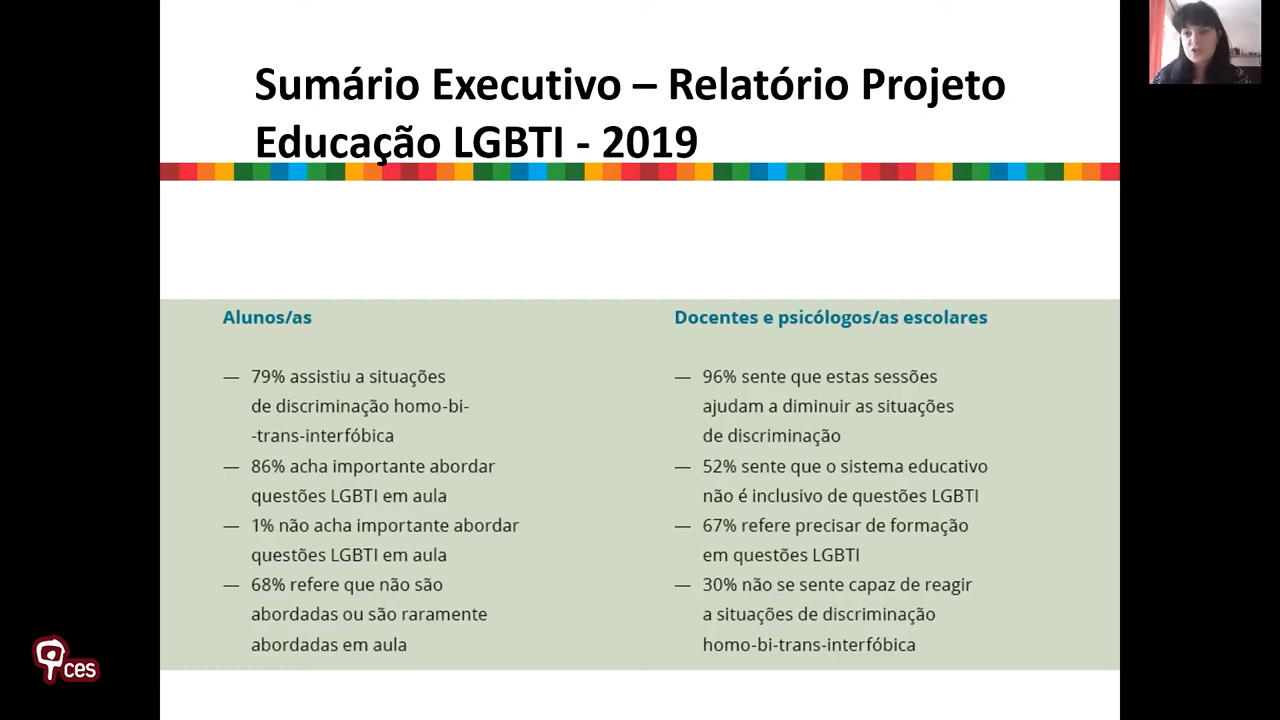 Sumário Executivo – Relatório Projeto
Educação LGBTI - 2019
Alunos/as
— 79% assistiu a situações
de discriminação homo-bi-
-trans-interfóbica
— 86% acha importante abordar
questões LGBTI em aula
— 1% não acha importante abordar
questões LGBTI em aula
— 68% refere que não são
abordadas ou são raramente
abordadas em aula
Docentes e psicólogos/as escolares
— 96% sente que estas sessões
ajudam a diminuir as situações
de discriminação
— 52% sente que o sistema educativo
não é inclusivo de questões LGBTI
— 67% refere precisar de formação
em questões LGBTI
— 30% não se sente capaz de reagir
a situações de discriminação
homo-bi-trans-interfóbica
ces